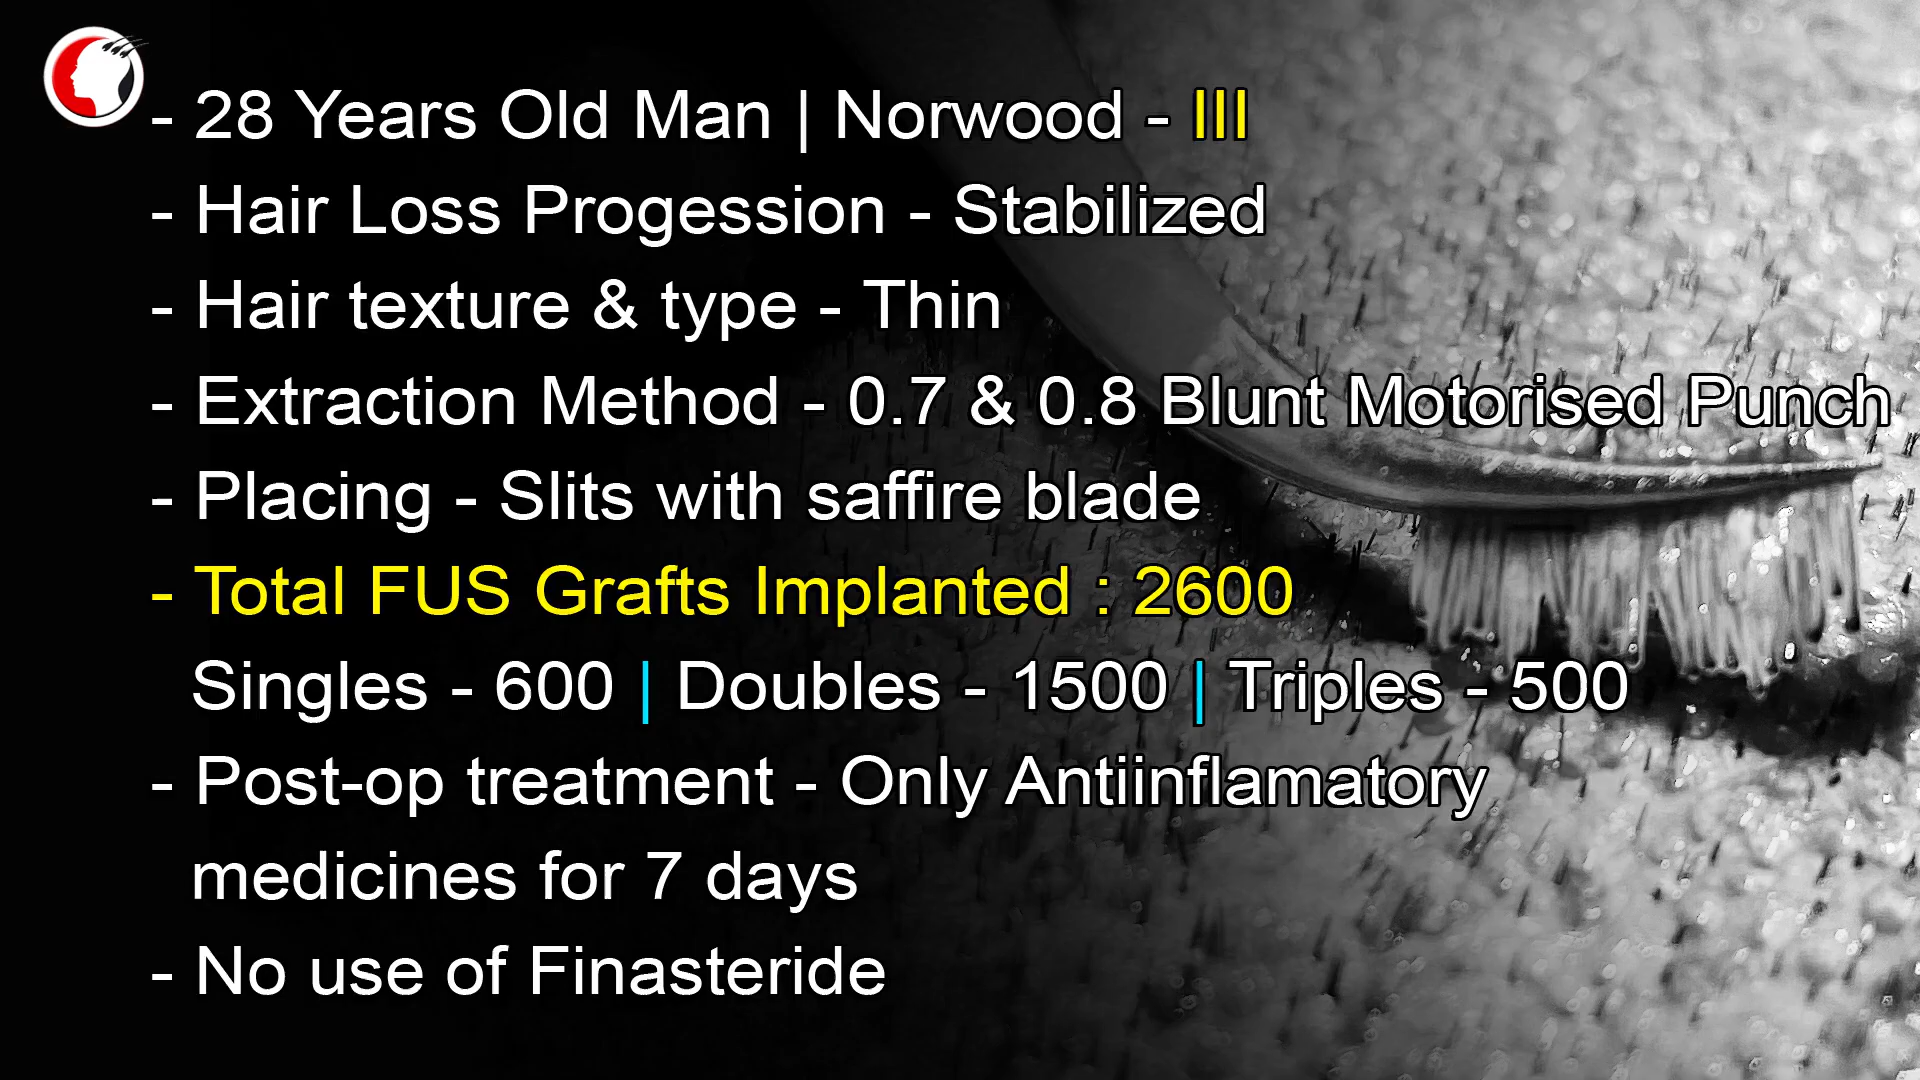 - 28 Years Old Man | Norwood - III
- Hair Loss Progession - Stabilized
- Hair texture & type - Thin
- Extraction Method - 0.7 & 0.8 Blunt Motorised Punch
- Placing - Slits with saffire blade
- Total FUS Grafts Implanted : 2600
Singles - 600 | Doubles - 1500 | Triples - 500
- Post-op treatment - Only Antiinflamatory
medicines for 7 days
- No use of Finasteride